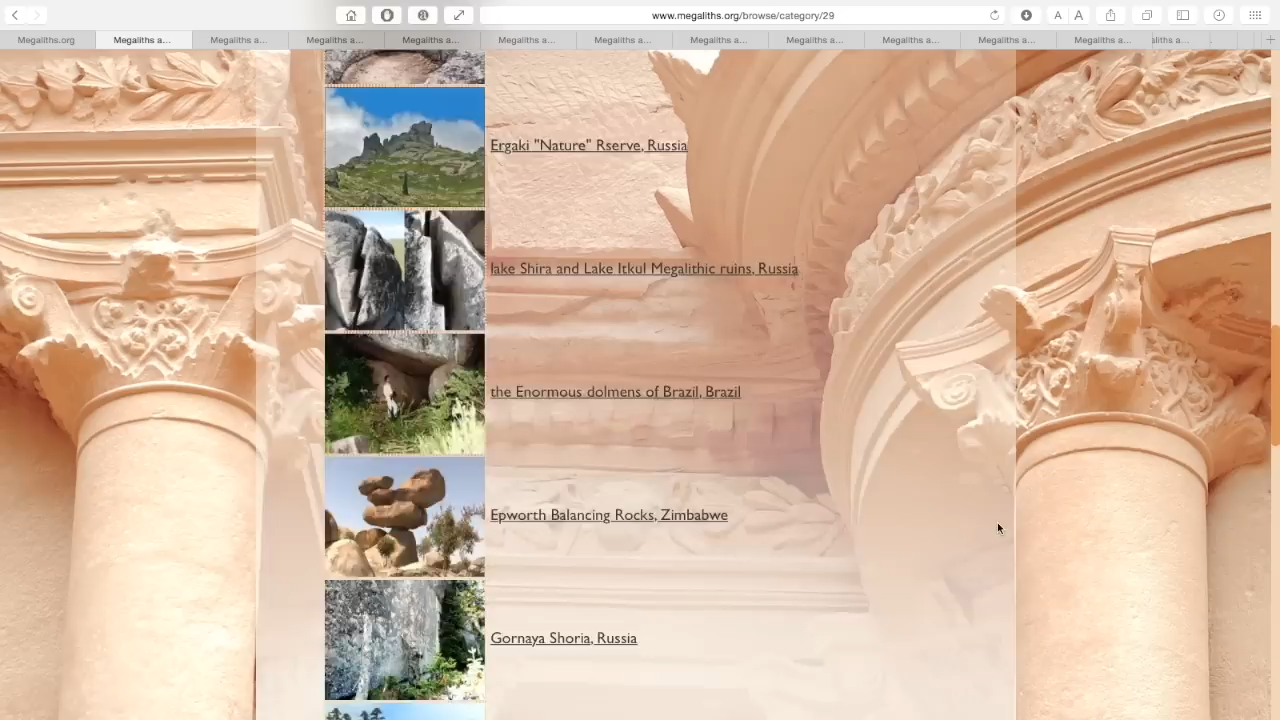 www.megaliths.org/browse/category/29
A A
Megaliths.org
Megaliths a...
Megaliths a...
Megaliths a...
Megaliths a...
Megaliths a...
Megaliths a...
Megaliths a...
Megaliths a...
Megaliths a...
Megaliths a...
Megaliths a...
Ergaki "Nature" Rserve, Russia
lake Shira and Lake Itkul Megalithic ruins, Russia
the Enormous dolmens of Brazil, Brazil
Epworth Balancing Rocks, Zimbabwe
Gornaya Shoria, Russia